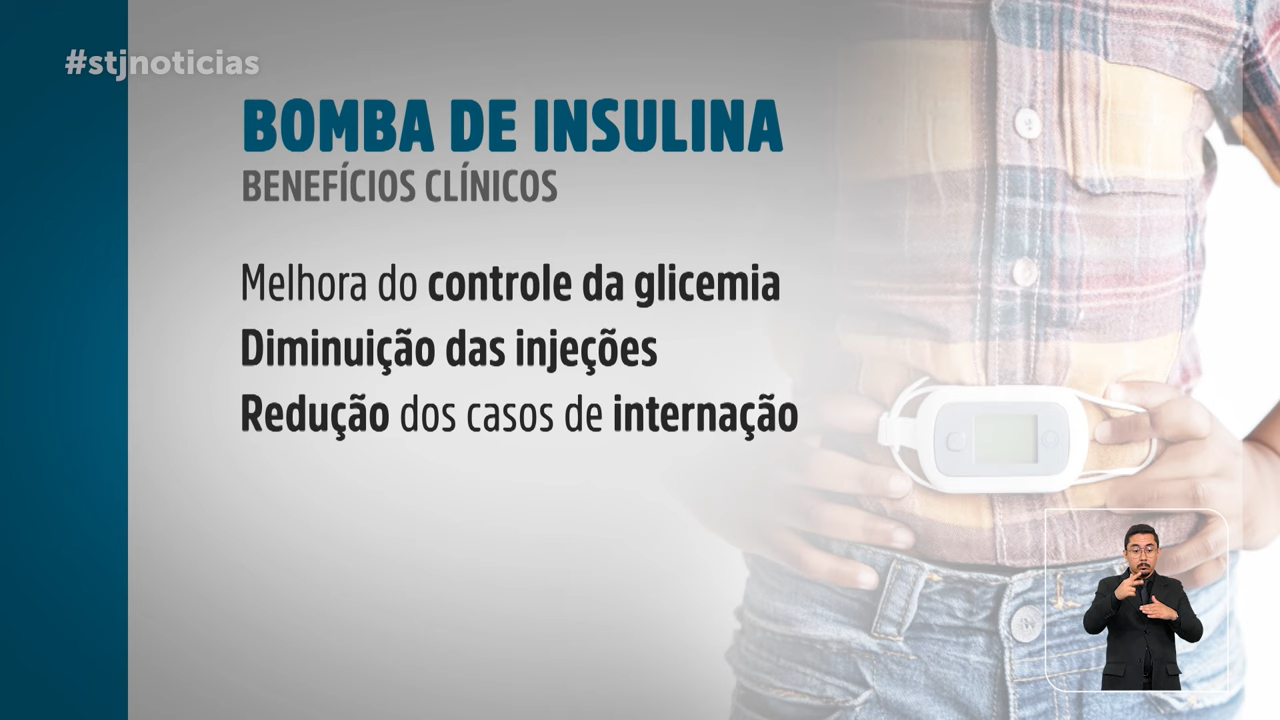 #stjnoticias
BOMBA DE INSULINA
BENEFÍCIOS CLÍNICOS
Melhora do controle da glicemia
Diminuição das injeções
Redução dos casos de internação